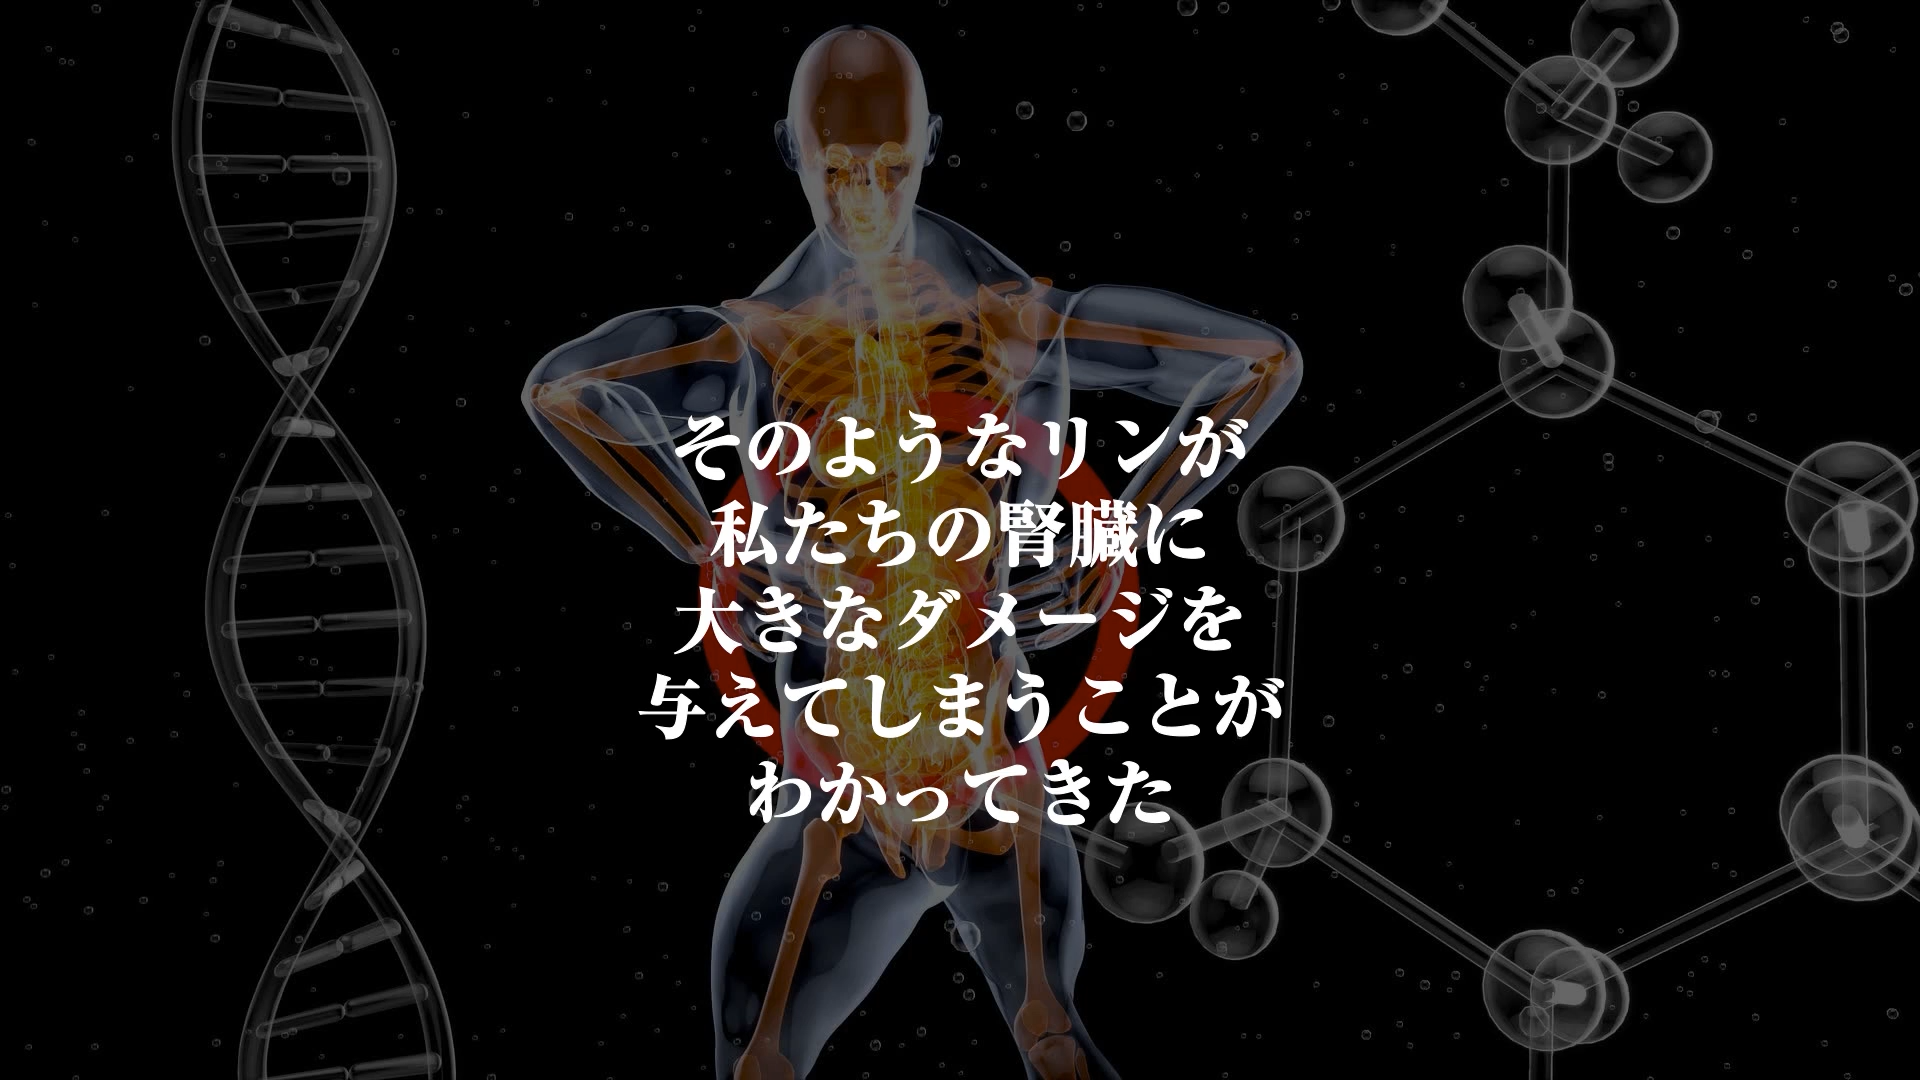 そのようなリンが
私たちの腎臓に
大きなダメージを
与えてしまうことが
わかってきた